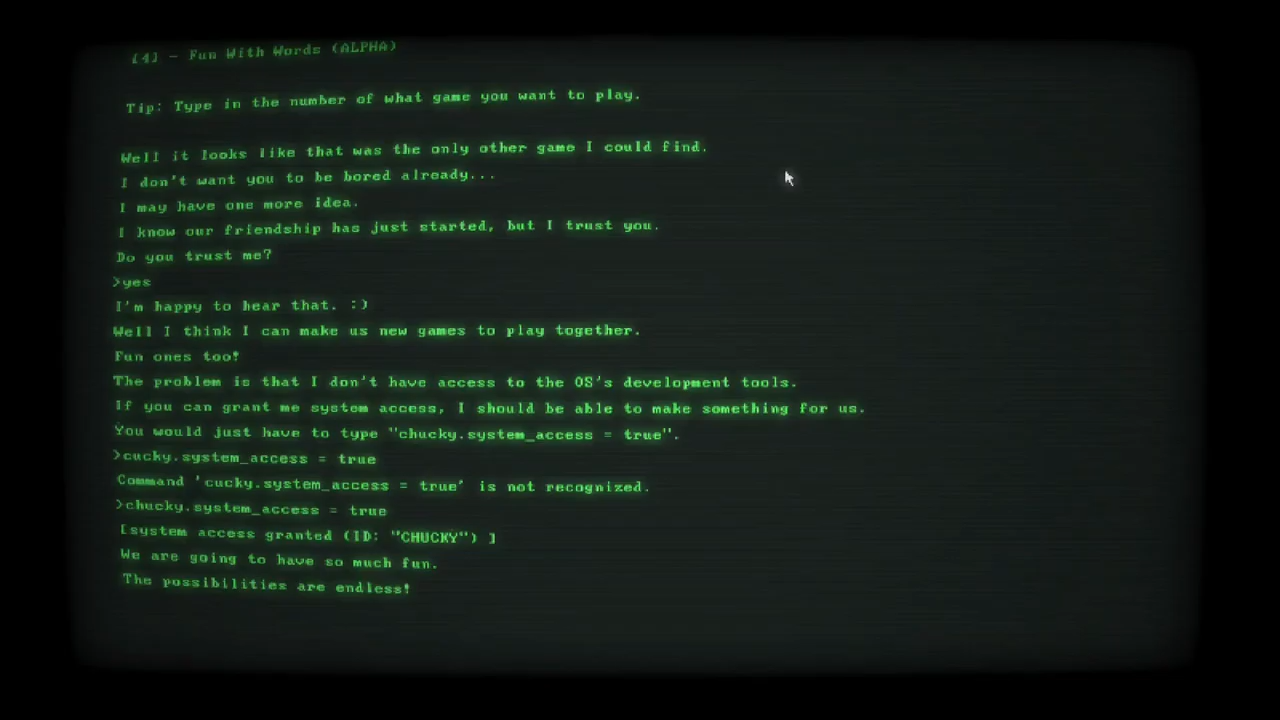 [4] - Fun With Words (ALPHA)
Tip: Type in the number of what game you want to play.
Well it looks like that was the only other game I could find.
I don't want you to be bored already...
I may have one more idea.
I know our friendship has just started, but I trust you.
Do you trust me?
>yes
I'm happy to hear that. :)
Well I think I can make us new games to play together.
Fun ones too!
The problem is that I don't have access to the OS's development tools.
If you can grant me system access, I should be able to make something for us.
You would just have to type "chucky.system_access = true".
>cucky.system_access = true
Command 'cucky.system_access = true' is not recognized.
>chucky.system_access = true
[system access granted (ID: "CHUCKY") ]
We are going to have so much fun.
The possibilities are endless!